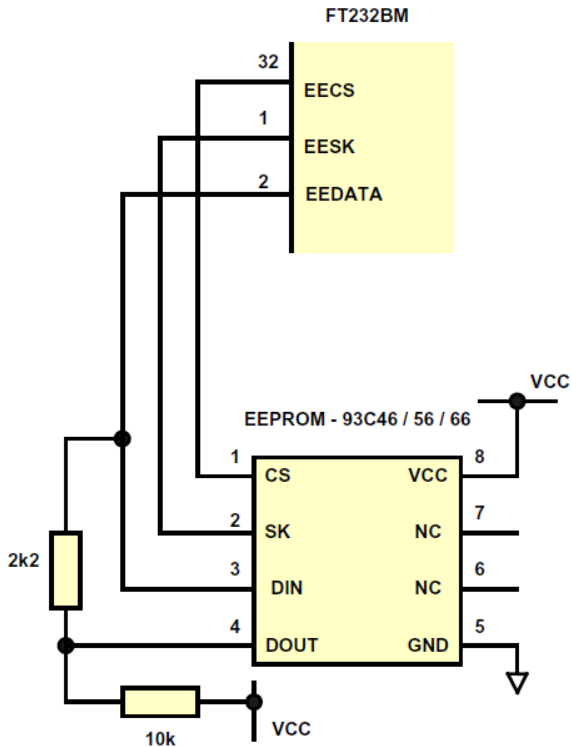 FT232BM
32
EECS
1
EESK
2
EEDATA
VCC
EEPROM - 93C46 / 56 / 66
1
CS
VCC
8
2
SK
NC
7
2k2
3
DIN
NC
6
4
DOUT
GND
5
10k
VCC